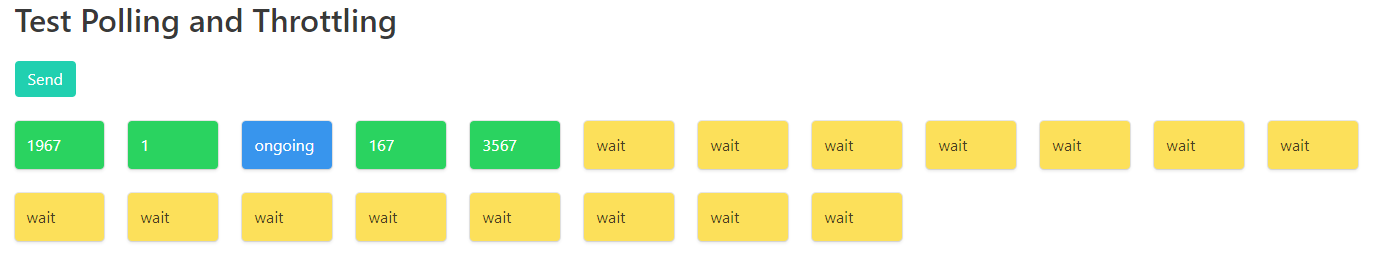 Test Polling and Throttling
Send
1967 1 ongoing 167 3567 wait wait wait wait wait wait wait
wait wait wait wait wait wait wait wait